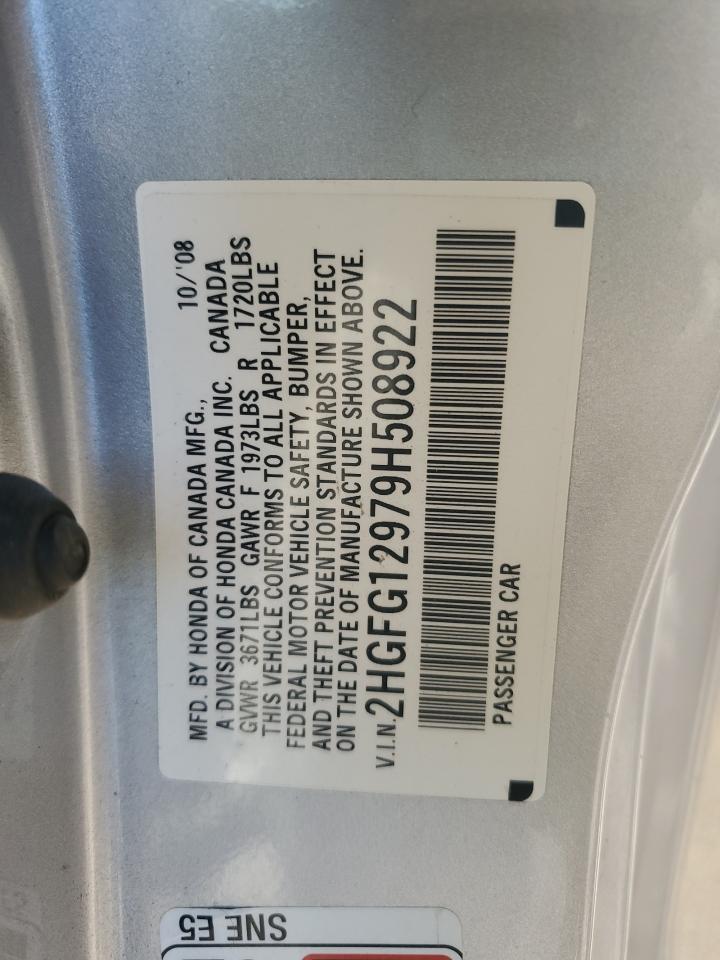 MFD. BY HONDA OF CANADA MFG., 10/'08
A DIVISION OF HONDA CANADA INC. CANADA
GVWR 3671LBS GAWR F 1973LBS R 1720LBS
THIS VEHICLE CONFORMS TO ALL APPLICABLE
FEDERAL MOTOR VEHICLE SAFETY, BUMPER,
AND THEFT PREVENTION STANDARDS IN EFFECT
ON THE DATE OF MANUFACTURE SHOWN ABOVE.
V.I.N. 2HGFG12979H508922
PASSENGER CAR
SNE E5